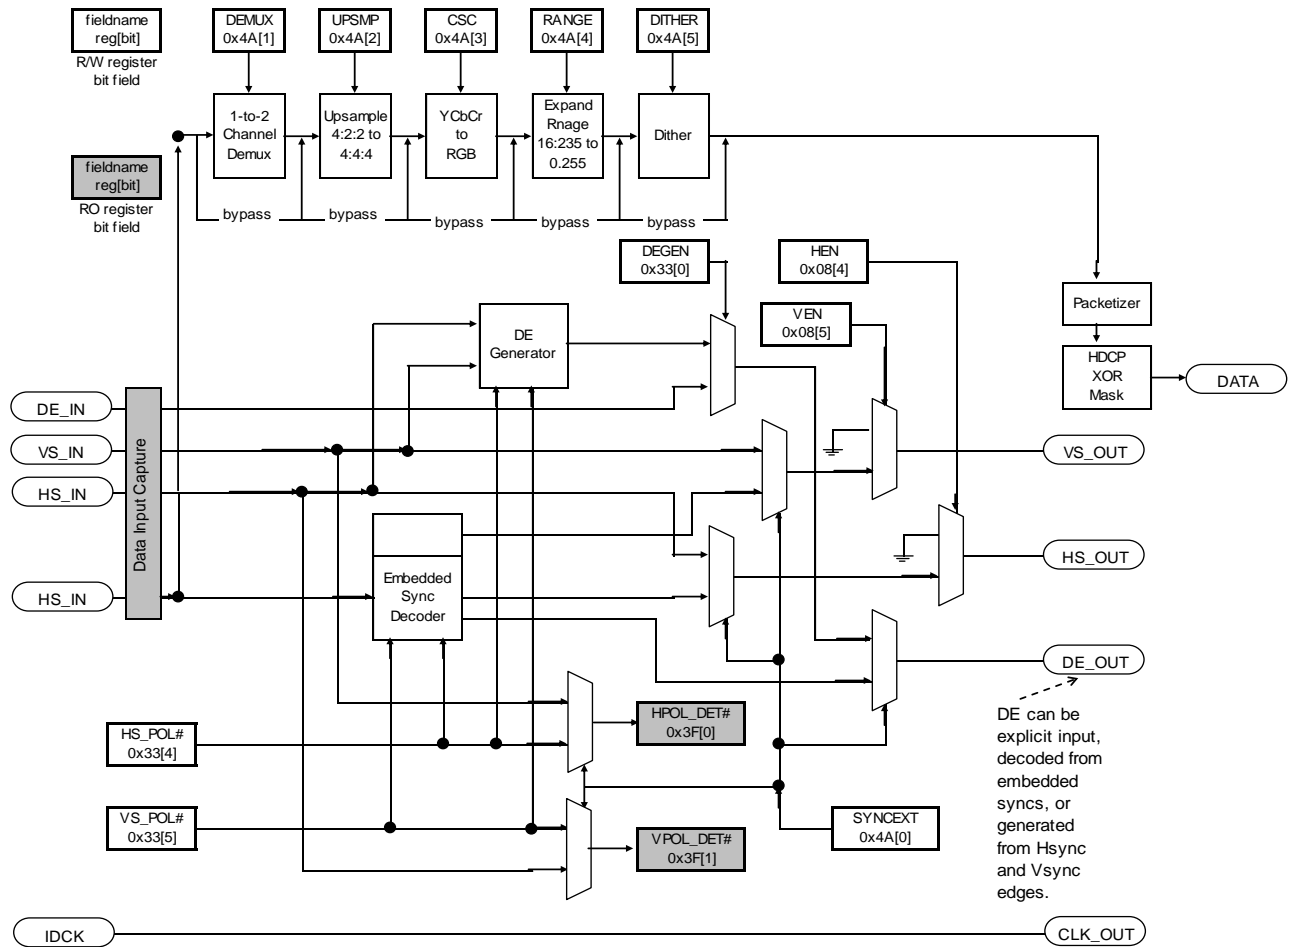 fieldname
reg[bit]
R/W register
bit field
DEMUX
0x4A[1]
UPSMP
0x4A[2]
CSC
0x4A[3]
RANGE
0x4A[4]
DITHER
0x4A[5]
1-to-2
Channel
Demux
Upsample
4:2:2 to
4:4:4
YCbCr
to
RGB
Expand
Rnage
16:235 to
0.255
Dither
fieldname
reg[bit]
RO register
bit field
bypass
bypass
bypass
bypass
bypass
DEGEN
0x33[0]
HEN
0x08[4]
VEN
0x08[5]
Packetizer
HDCP
XOR
Mask
DATA
DE
Generator
DE_IN
VS_IN
HS_IN
HS_IN
Data Input Capture
Embedded
Sync
Decoder
VS_OUT
HS_OUT
DE_OUT
DE can be
explicit input,
decoded from
embedded
syncs, or
generated
from Hsync
and Vsync
edges.
HS_POL#
0x33[4]
HPOL_DET#
0x3F[0]
VS_POL#
0x33[5]
VPOL_DET#
0x3F[1]
SYNCEXT
0x4A[0]
IDCK
CLK_OUT